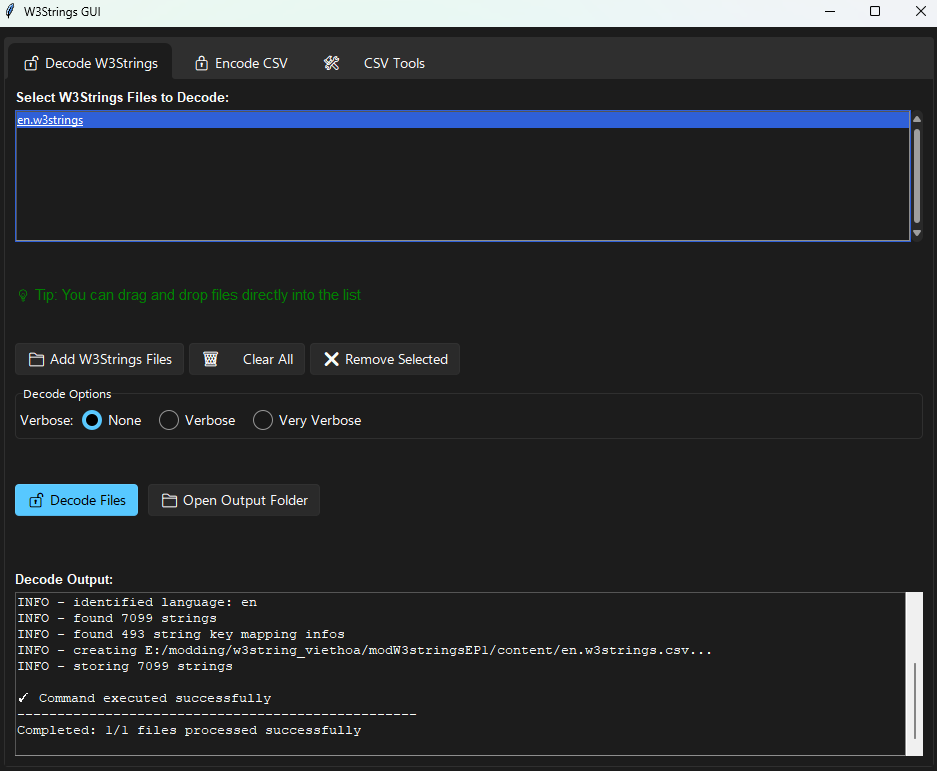 W3Strings GUI
Decode W3Strings Encode CSV CSV Tools
Select W3Strings Files to Decode:
en.w3strings
Tip: You can drag and drop files directly into the list
Add W3Strings Files Clear All Remove Selected
Decode Options
Verbose: None Verbose Very Verbose
Decode Files Open Output Folder
Decode Output:
INFO - identified language: en
INFO - found 7099 strings
INFO - found 493 string key mapping infos
INFO - creating E:/modding/w3string_viethoa/modW3stringsEP1/content/en.w3strings.csv...
INFO - storing 7099 strings
✓ Command executed successfully
--------------------------------------------------
Completed: 1/1 files processed successfully